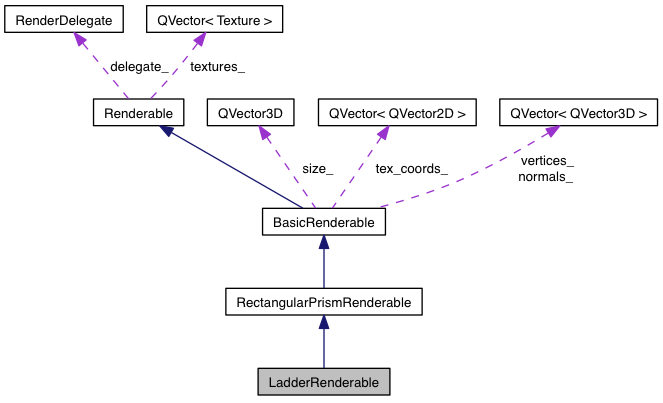 RenderDelegate
QVector< Texture >
delegate_
textures_
Renderable
QVector3D
QVector< QVector2D >
QVector< QVector3D >
size_
tex_coords_
vertices_
normals_
BasicRenderable
RectangularPrismRenderable
LadderRenderable